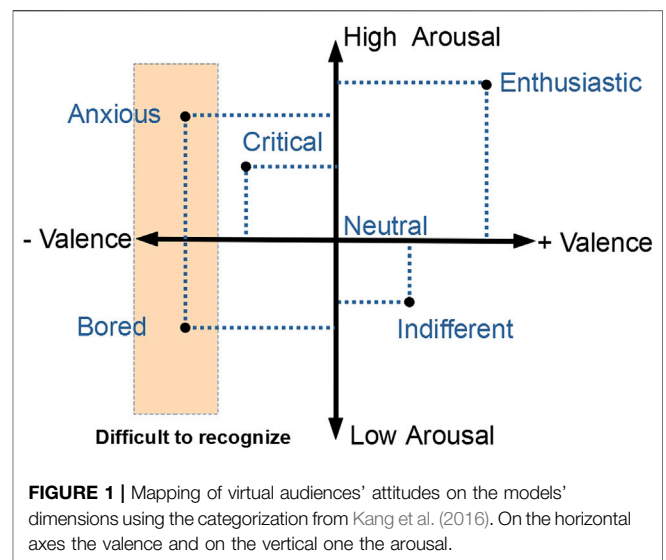 High Arousal
Enthusiastic
Anxious
Critical
Neutral
- Valence
+ Valence
Bored
Indifferent
Difficult to recognize
Low Arousal
FIGURE 1 | Mapping of virtual audiences’ attitudes on the models’
dimensions using the categorization from Kang et al. (2016). On the horizontal
axes the valence and on the vertical one the arousal.